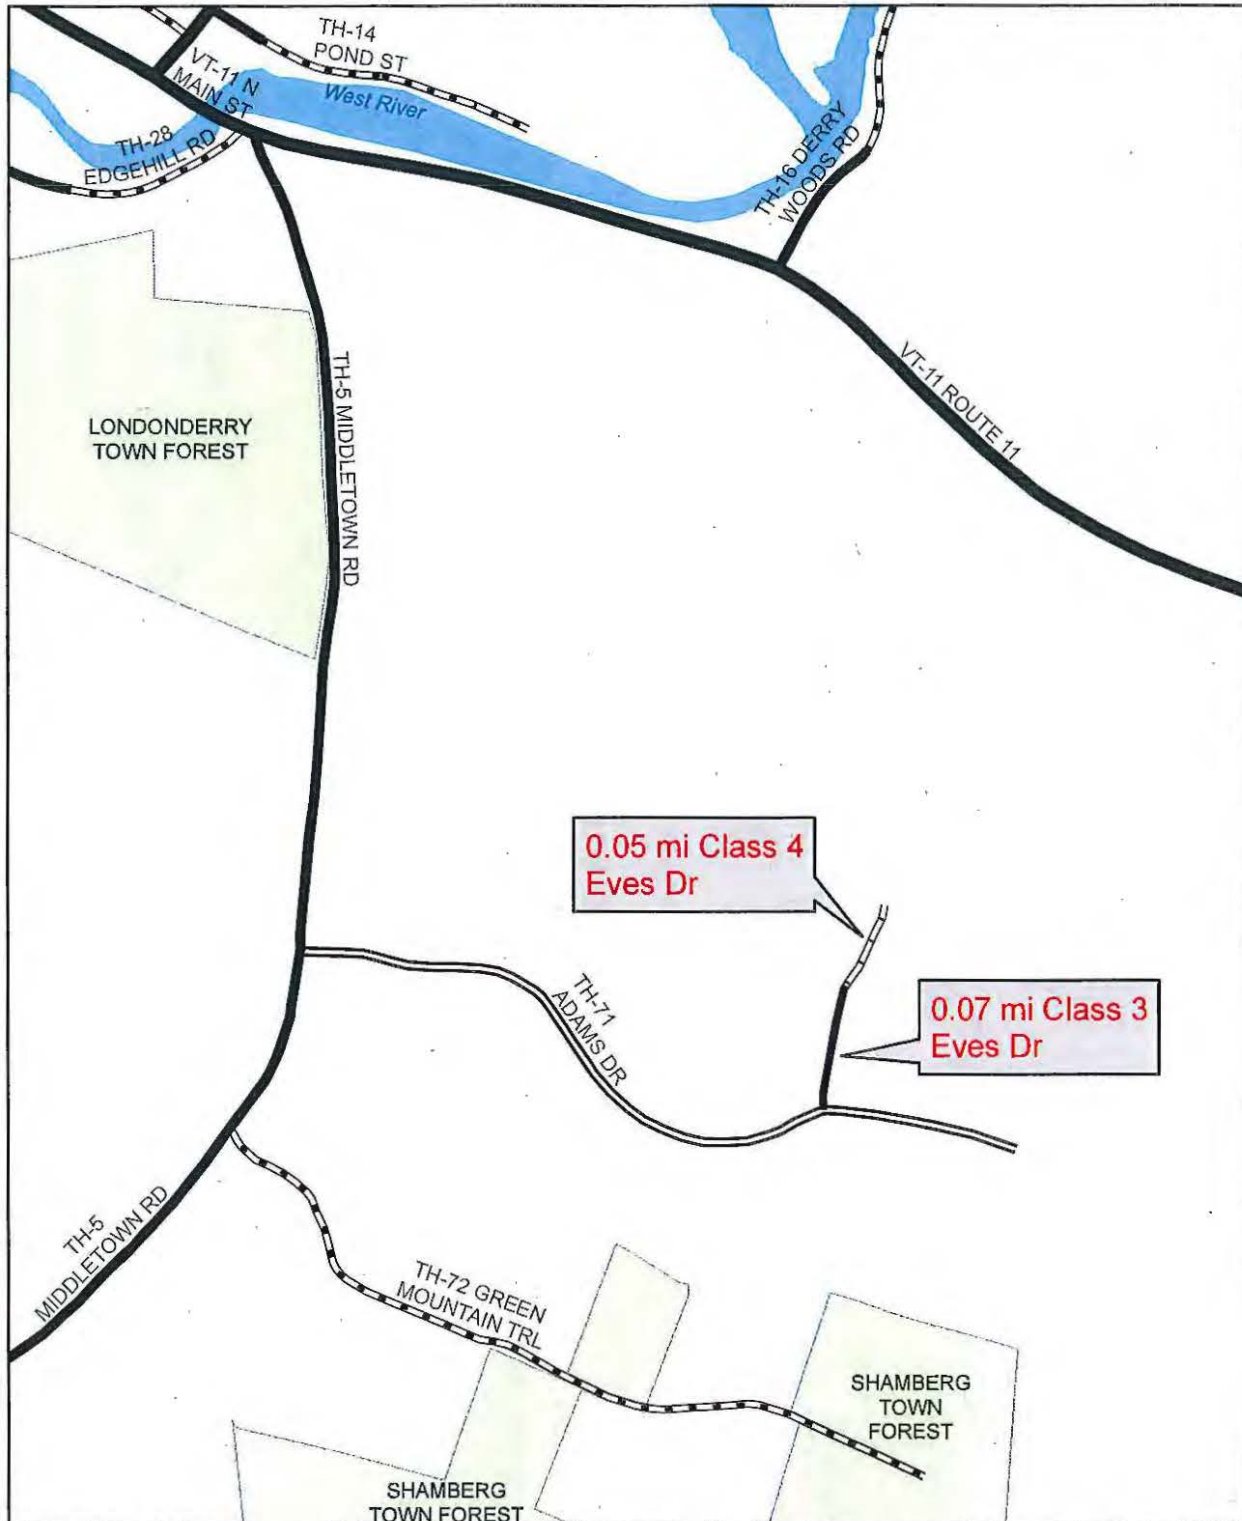 TH-14
POND ST
VT-11 N
MAIN ST
West River
TH-28
EDGEHILL RD
TH-16 DERRY
WOODS RD
VT-11 ROUTE 11
TH-5 MIDDLETOWN RD
LONDONDERRY
TOWN FOREST
0.05 mi Class 4
Eves Dr
0.07 mi Class 3
Eves Dr
TH-71
ADAMS DR
TH-5
MIDDLETOWN RD
TH-72 GREEN
MOUNTAIN TRL
SHAMBERG
TOWN
FOREST
SHAMBERG
TOWN FOREST